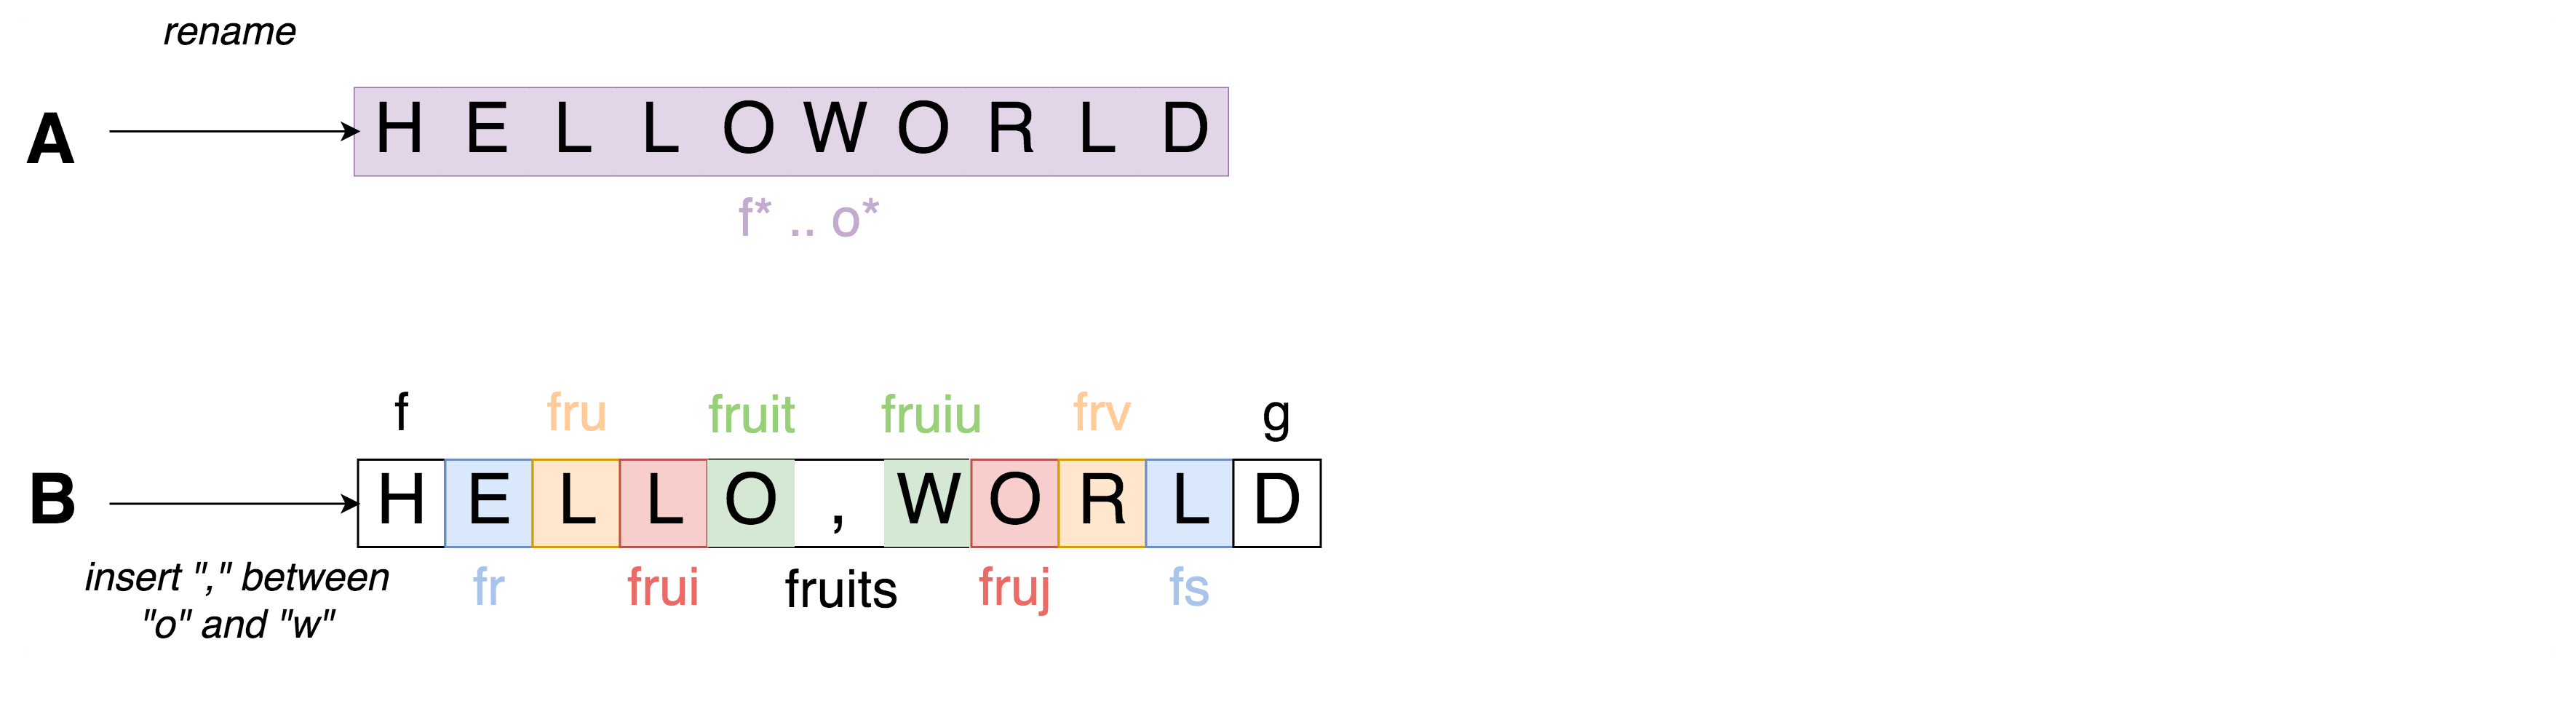 rename
A
H E L L O W O R L D
f* .. o*
f fru fruit fruiu frv g
B
H E L L O , W O R L D
fr frui fruits fruj fs
insert "," between
"o" and "w"